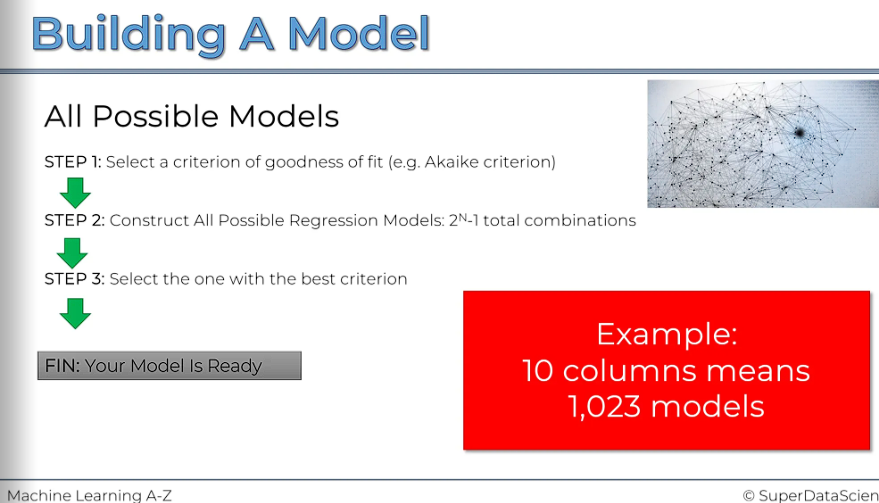 Building A Model
All Possible Models
STEP 1: Select a criterion of goodness of fit (e.g. Akaike criterion)
STEP 2: Construct All Possible Regression Models: 2ᴺ-1 total combinations
STEP 3: Select the one with the best criterion
FIN: Your Model Is Ready
Example:
10 columns means
1,023 models
Machine Learning A-Z
© SuperDataScien